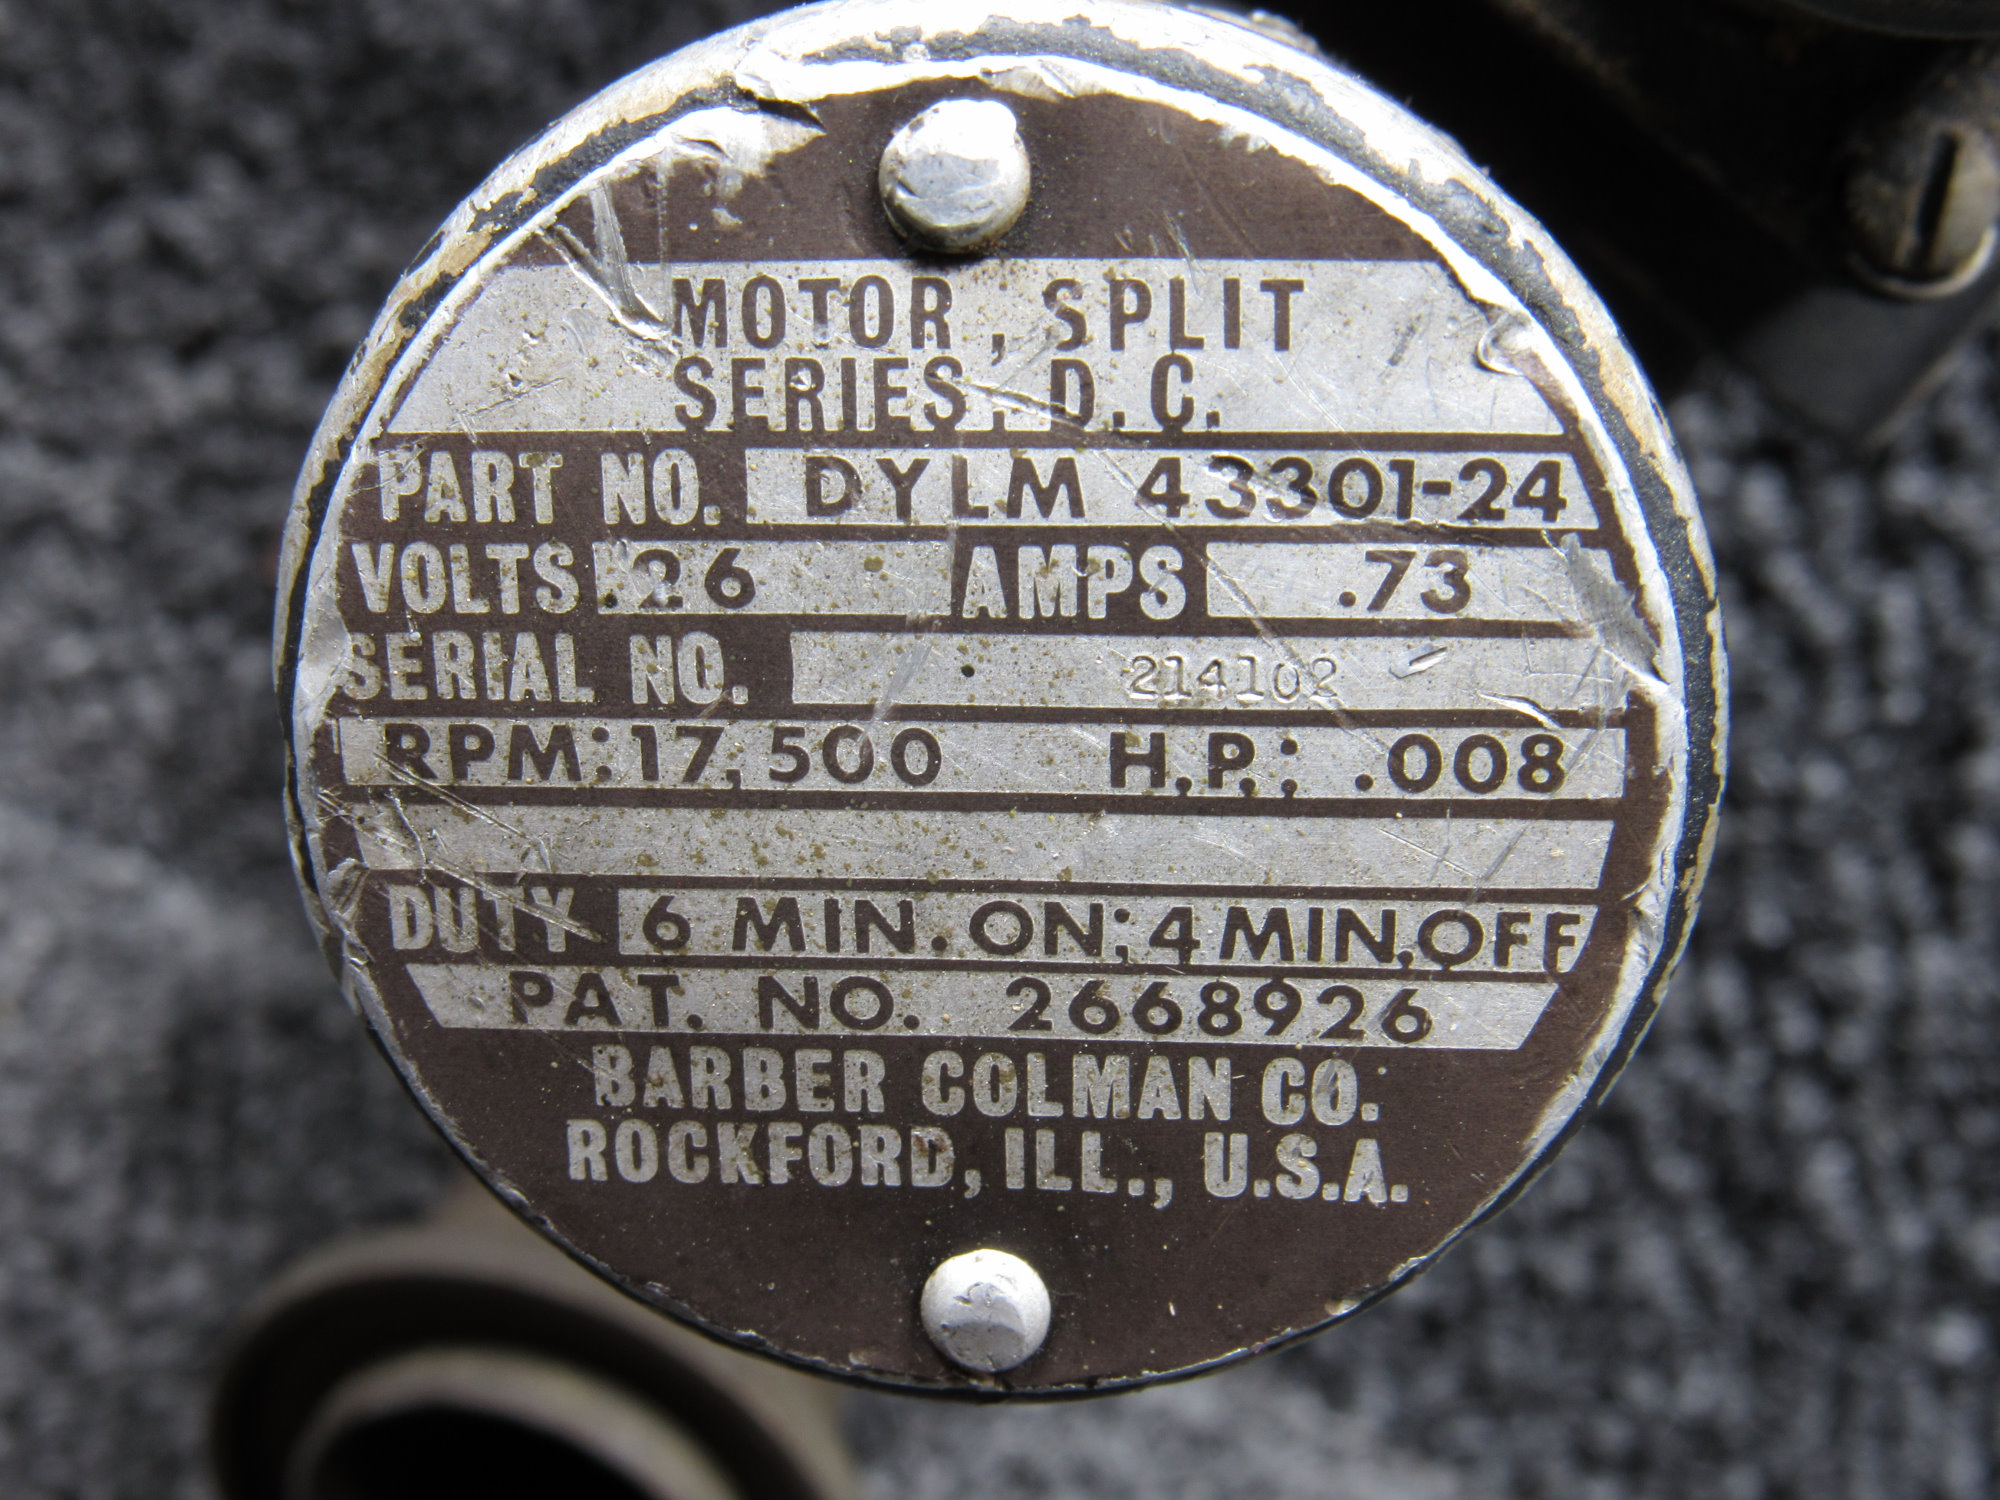 MOTOR, SPLIT
SERIES, D.C.
PART NO. DYLM 43301-24
VOLTS 26 AMPS .73
SERIAL NO. 214102
RPM: 17,500 H.P.: .008
DUTY 6 MIN. ON; 4 MIN. OFF
PAT. NO. 2668926
BARBER COLMAN CO.
ROCKFORD, ILL., U.S.A.